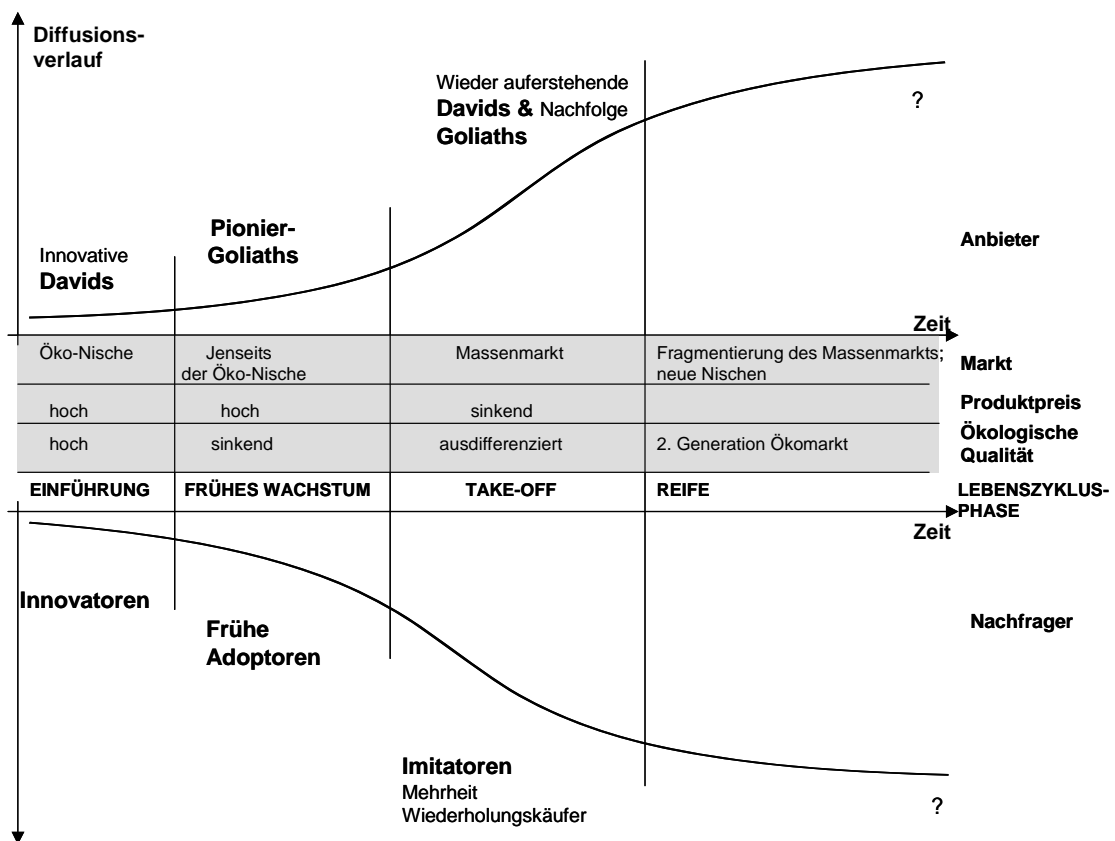 Diffusions-
verlauf
Wieder auferstehende
Davids & Nachfolge
Goliaths
?
Pionier-
Goliaths
Innovative
Davids
Anbieter
Zeit
Öko-Nische
Jenseits
der Öko-Nische
Massenmarkt
Fragmentierung des Massenmarkts;
neue Nischen
Markt
hoch
hoch
sinkend
Produktpreis
hoch
sinkend
ausdifferenziert
2. Generation Ökomarkt
Ökologische
Qualität
EINFÜHRUNG
FRÜHES WACHSTUM
TAKE-OFF
REIFE
LEBENSZYKLUS-
PHASE
Zeit
Innovatoren
Frühe
Adoptoren
Nachfrager
Imitatoren
Mehrheit
Wiederholungskäufer
?